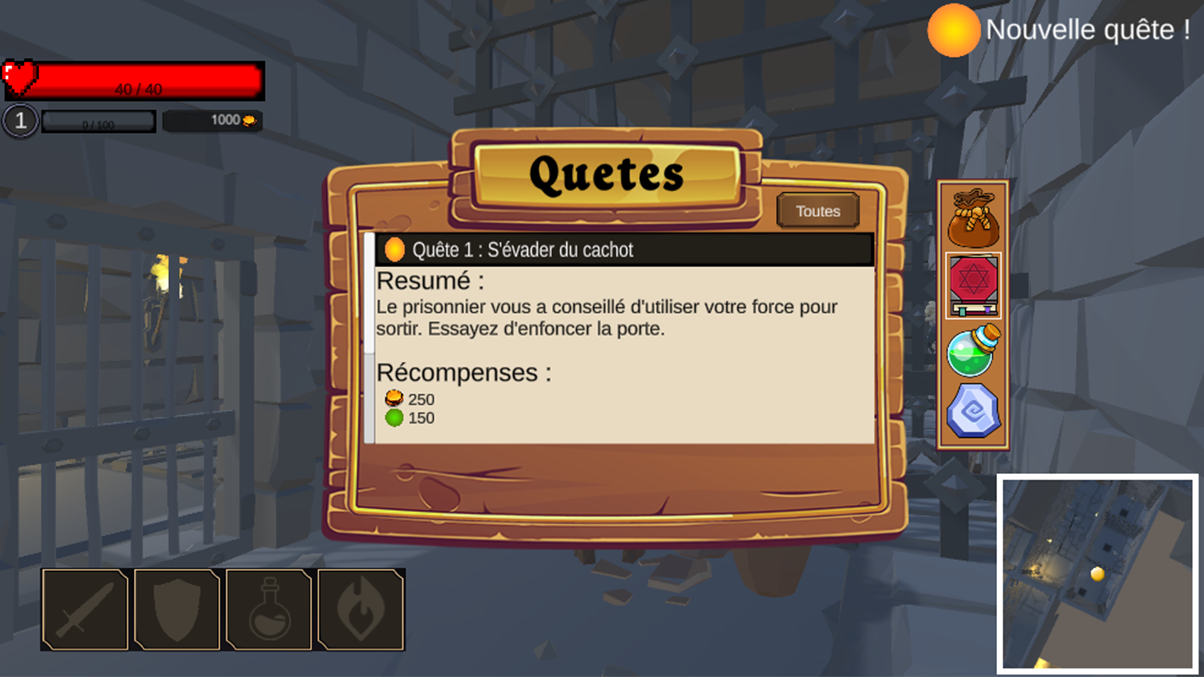 Nouvelle quête !
40 / 40
1
0 / 100
1000
Quetes
Toutes
Quête 1 : S'évader du cachot
Resumé :
Le prisonnier vous a conseillé d'utiliser votre force pour
sortir. Essayez d'enfoncer la porte.
Récompenses :
250
150